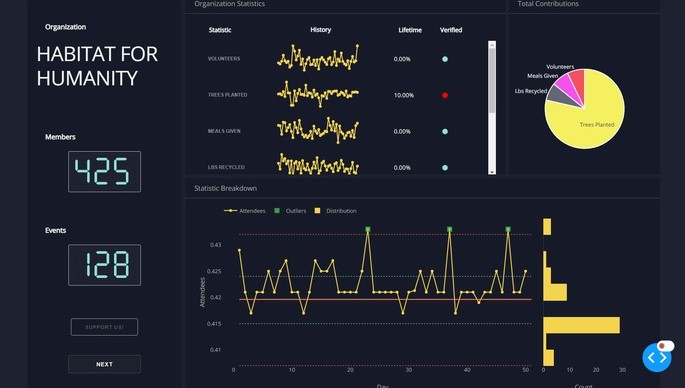 Organization Statistics
Total Contributions
Organization
HABITAT FOR
HUMANITY
Members
425
Events
128
SUPPORT US!
NEXT
Statistic History Lifetime Verified
VOLUNTEERS 0.00%
TREES PLANTED 10.00%
MEALS GIVEN 0.00%
LBS RECYCLED 0.00%
Volunteers
Meals Given
Lbs Recycled
Trees Planted
Statistic Breakdown
Attendees Outliers Distribution
Attendees
0.43
0.425
0.42
0.415
0.41
0 10 20 30 40 50
Day
0 10 20 30
Count